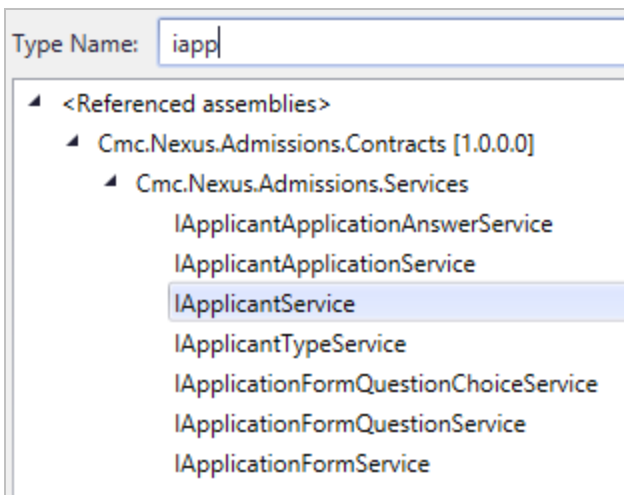 Type Name: iapp
<Referenced assemblies>
Cmc.Nexus.Admissions.Contracts [1.0.0.0]
Cmc.Nexus.Admissions.Services
IApplicantApplicationAnswerService
IApplicantApplicationService
IApplicantService
IApplicantTypeService
IApplicationFormQuestionChoiceService
IApplicationFormQuestionService
IApplicationFormService